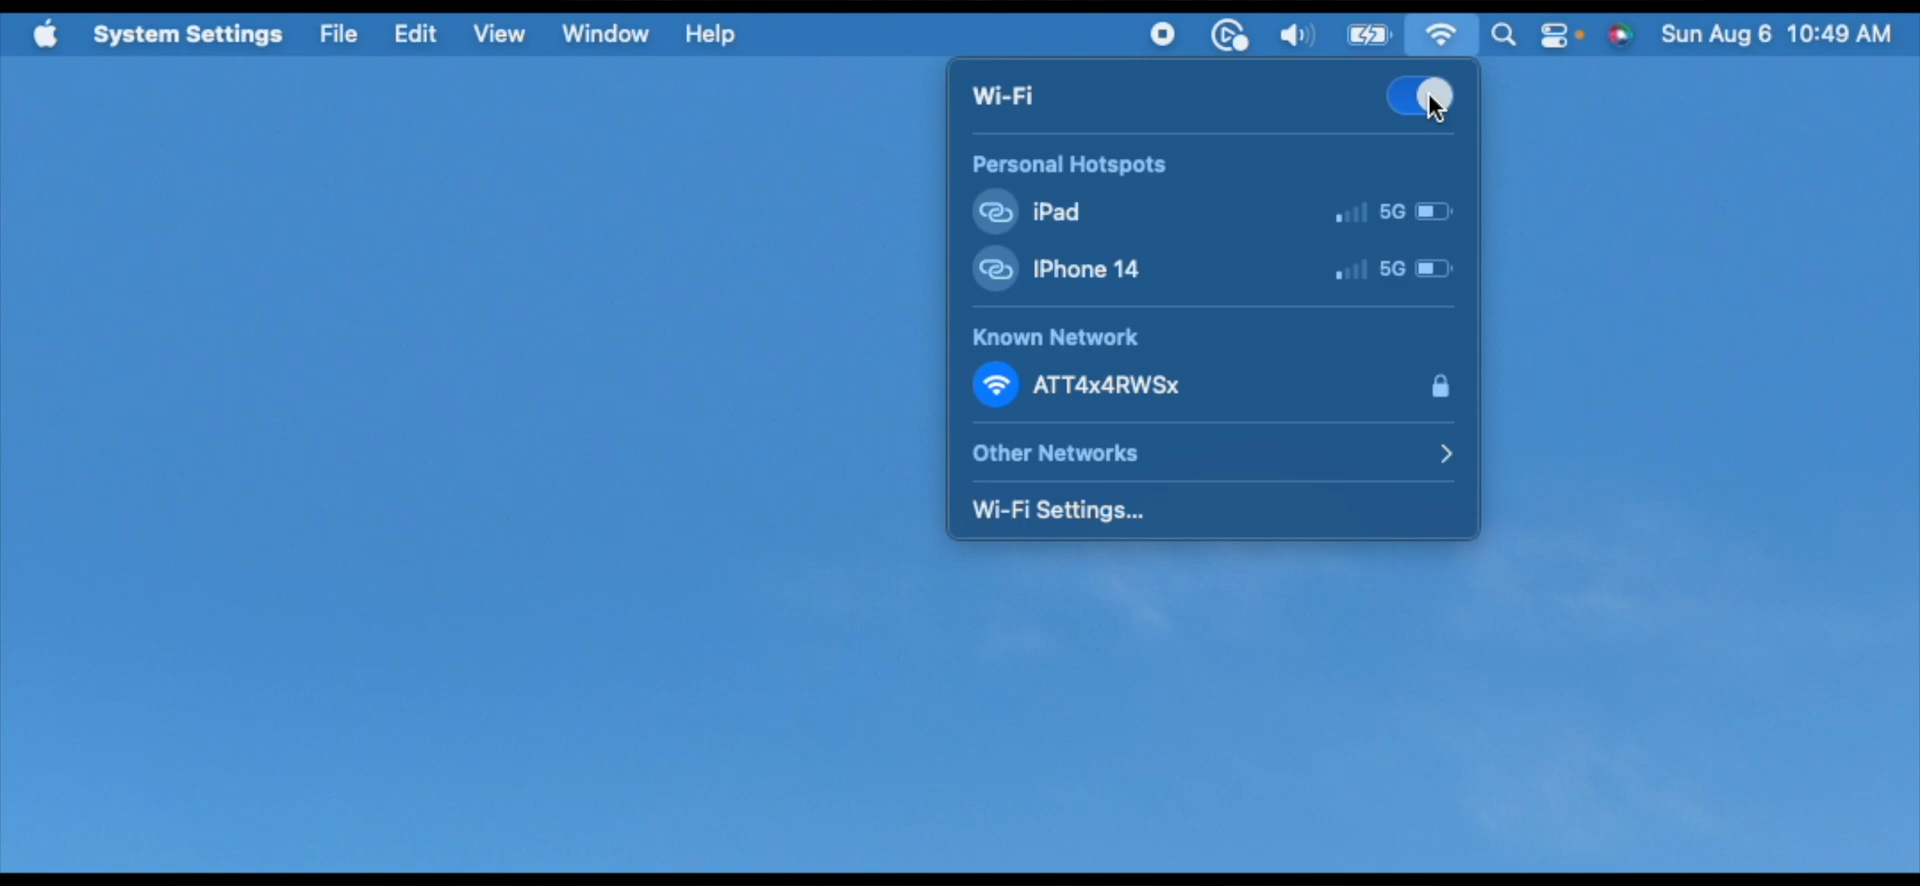 System Settings File Edit View Window Help Sun Aug 6 10:49 AM
Wi-Fi
Personal Hotspots
iPad 5G
IPhone 14 5G
Known Network
ATT4x4RWSx
Other Networks
Wi-Fi Settings...